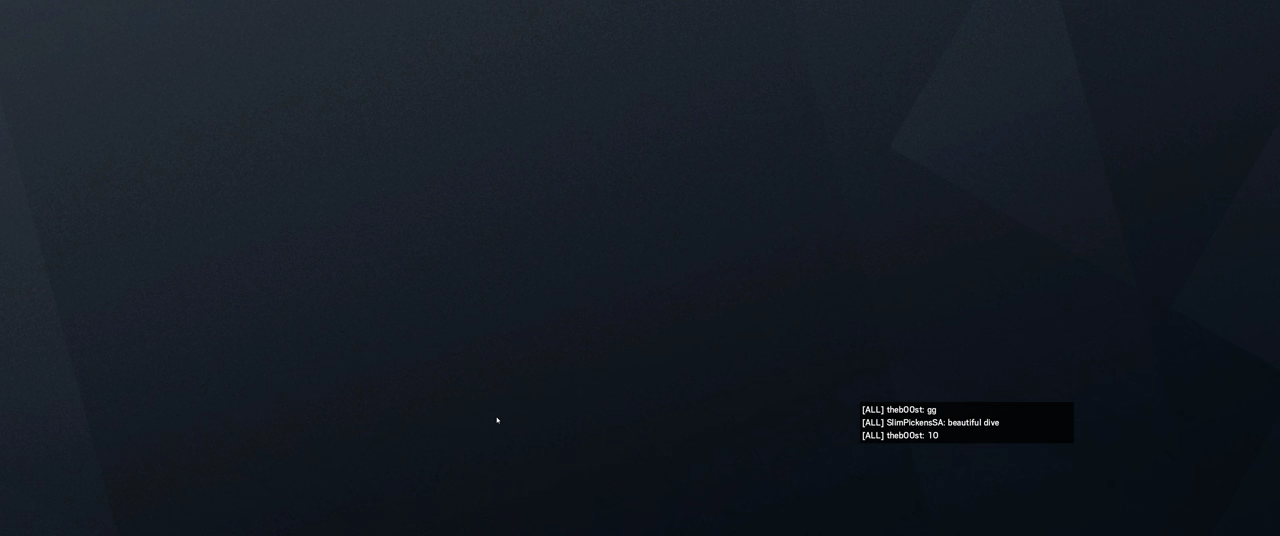 [ALL] theb00st: gg
[ALL] SlimPickensSA: beautiful dive
[ALL] theb00st: 10